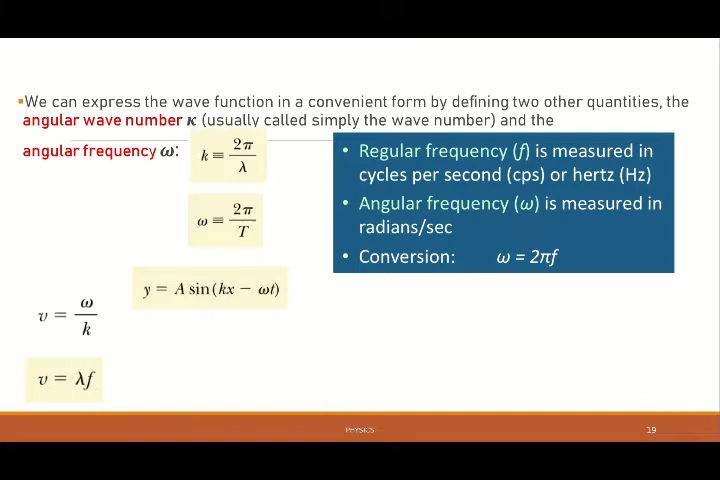 ▪We can express the wave function in a convenient form by defining two other quantities, the
angular wave number κ (usually called simply the wave number) and the
angular frequency ω:
k ≡ 2π/λ
ω ≡ 2π/T
y = A sin(kx − ωt)
v = ω/k
v = λf
• Regular frequency (f) is measured in
cycles per second (cps) or hertz (Hz)
• Angular frequency (ω) is measured in
radians/sec
• Conversion: ω = 2πf
PHYSICS
19